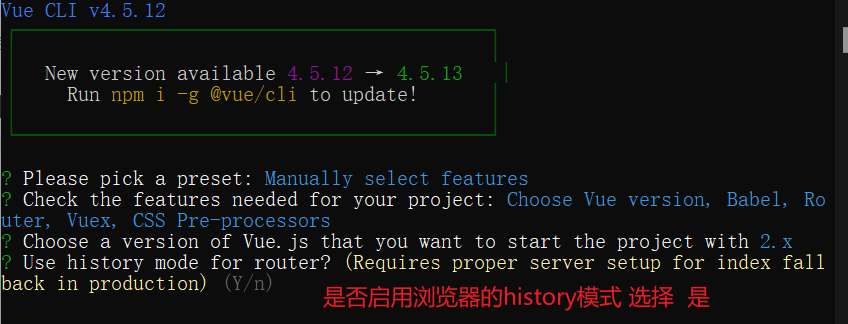 Vue CLI v4.5.12
New version available 4.5.12 → 4.5.13
Run npm i -g @vue/cli to update!
? Please pick a preset: Manually select features
? Check the features needed for your project: Choose Vue version, Babel, Ro
uter, Vuex, CSS Pre-processors
? Choose a version of Vue.js that you want to start the project with 2.x
? Use history mode for router? (Requires proper server setup for index fall
back in production) (Y/n)
是否启用浏览器的history模式 选择 是